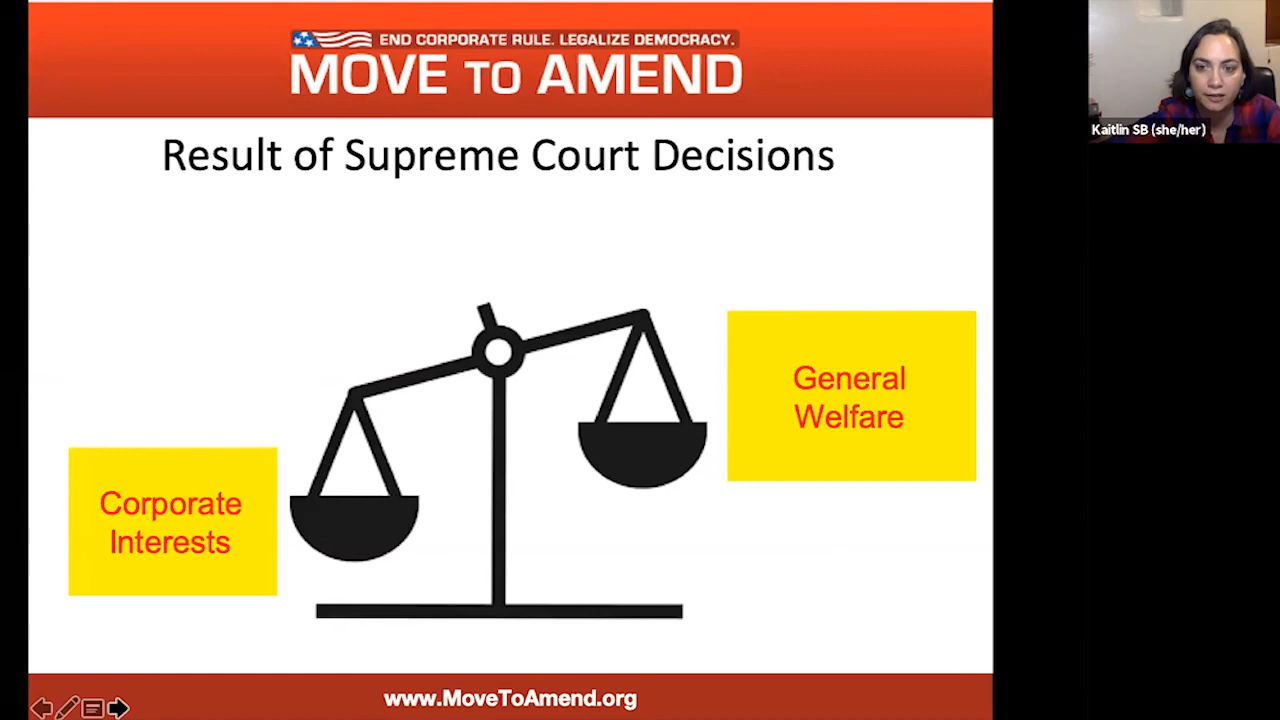 END CORPORATE RULE. LEGALIZE DEMOCRACY.
MOVE TO AMEND
Result of Supreme Court Decisions
General
Welfare
Corporate
Interests
www.MoveToAmend.org
Kaitlin SB (she/her)